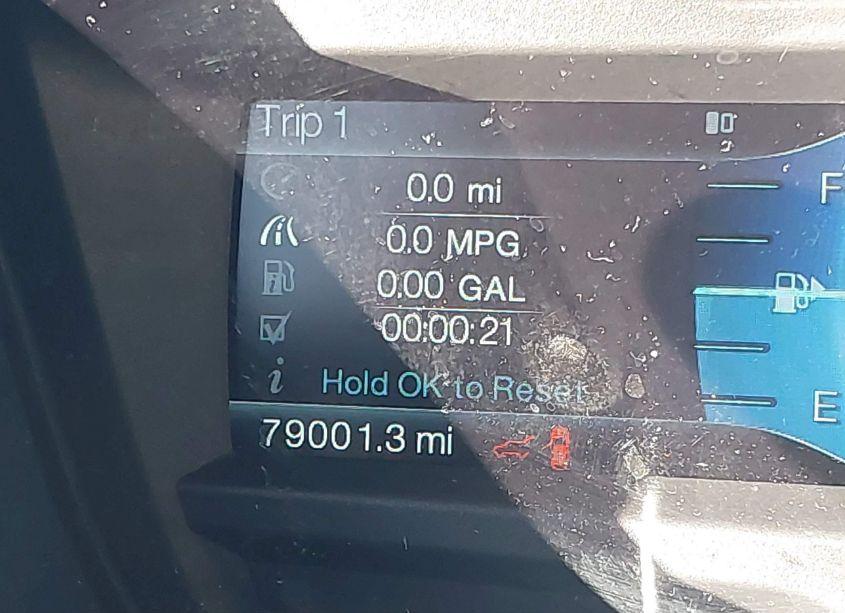 Trip 1
0.0 mi
F
0.0 MPG
0.00 GAL
00:00:21
Hold OK to Reset
E
79001.3 mi